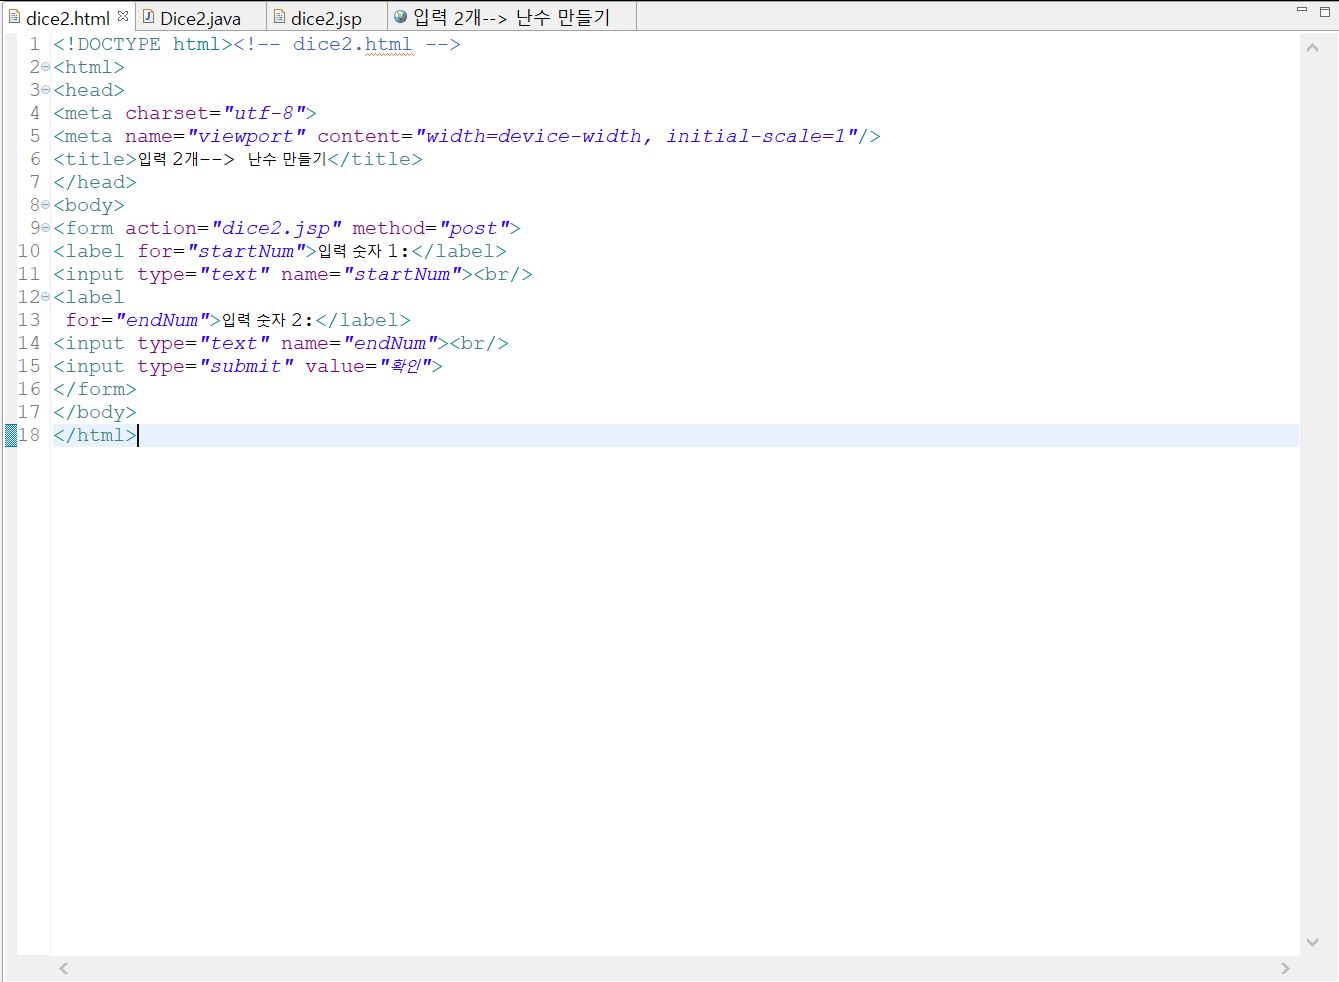 dice2.html Dice2.java dice2.jsp 입력 2개--> 난수 만들기
1 <!DOCTYPE html><!-- dice2.html -->
2 <html>
3 <head>
4 <meta charset="utf-8">
5 <meta name="viewport" content="width=device-width, initial-scale=1"/>
6 <title>입력 2개--> 난수 만들기</title>
7 </head>
8 <body>
9 <form action="dice2.jsp" method="post">
10 <label for="startNum">입력 숫자 1:</label>
11 <input type="text" name="startNum"><br/>
12 <label
13  for="endNum">입력 숫자 2:</label>
14 <input type="text" name="endNum"><br/>
15 <input type="submit" value="확인">
16 </form>
17 </body>
18 </html>